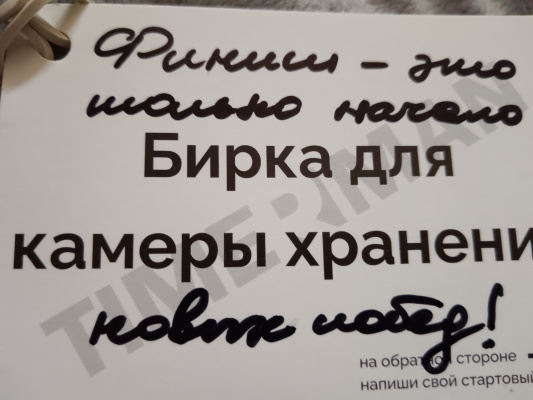 Финиш - это
только начало
Бирка для
камеры хранени
TIMERMAN
новых побед!
на обратной стороне
напиши свой стартовый